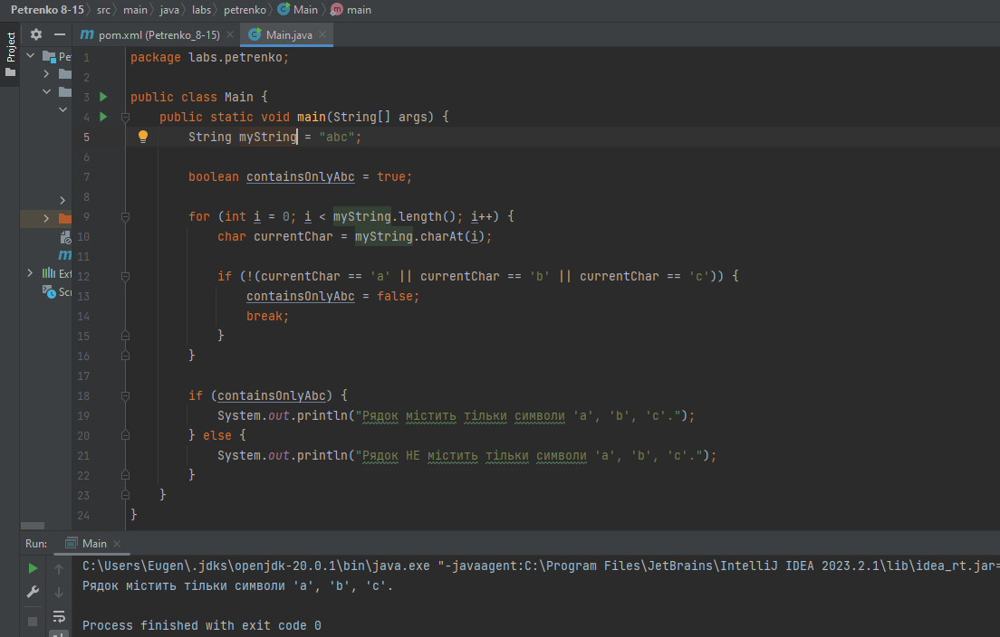 Petrenko 8-15 src main java labs petrenko Main main
Project
pom.xml (Petrenko_8-15) Main.java
Pe
Ext
Scr
1 package labs.petrenko;
2
3 public class Main {
4 public static void main(String[] args) {
5 String myString = "abc";
6
7 boolean containsOnlyAbc = true;
8
9 for (int i = 0; i < myString.length(); i++) {
10 char currentChar = myString.charAt(i);
11
12 if (!(currentChar == 'a' || currentChar == 'b' || currentChar == 'c')) {
13 containsOnlyAbc = false;
14 break;
15 }
16 }
17
18 if (containsOnlyAbc) {
19 System.out.println("Рядок містить тільки символи 'a', 'b', 'c'.");
20 } else {
21 System.out.println("Рядок НЕ містить тільки символи 'a', 'b', 'c'.");
22 }
23 }
24 }
Run: Main
C:\Users\Eugen\.jdks\openjdk-20.0.1\bin\java.exe "-javaagent:C:\Program Files\JetBrains\IntelliJ IDEA 2023.2.1\lib\idea_rt.jar=
Рядок містить тільки символи 'a', 'b', 'c'.
Process finished with exit code 0